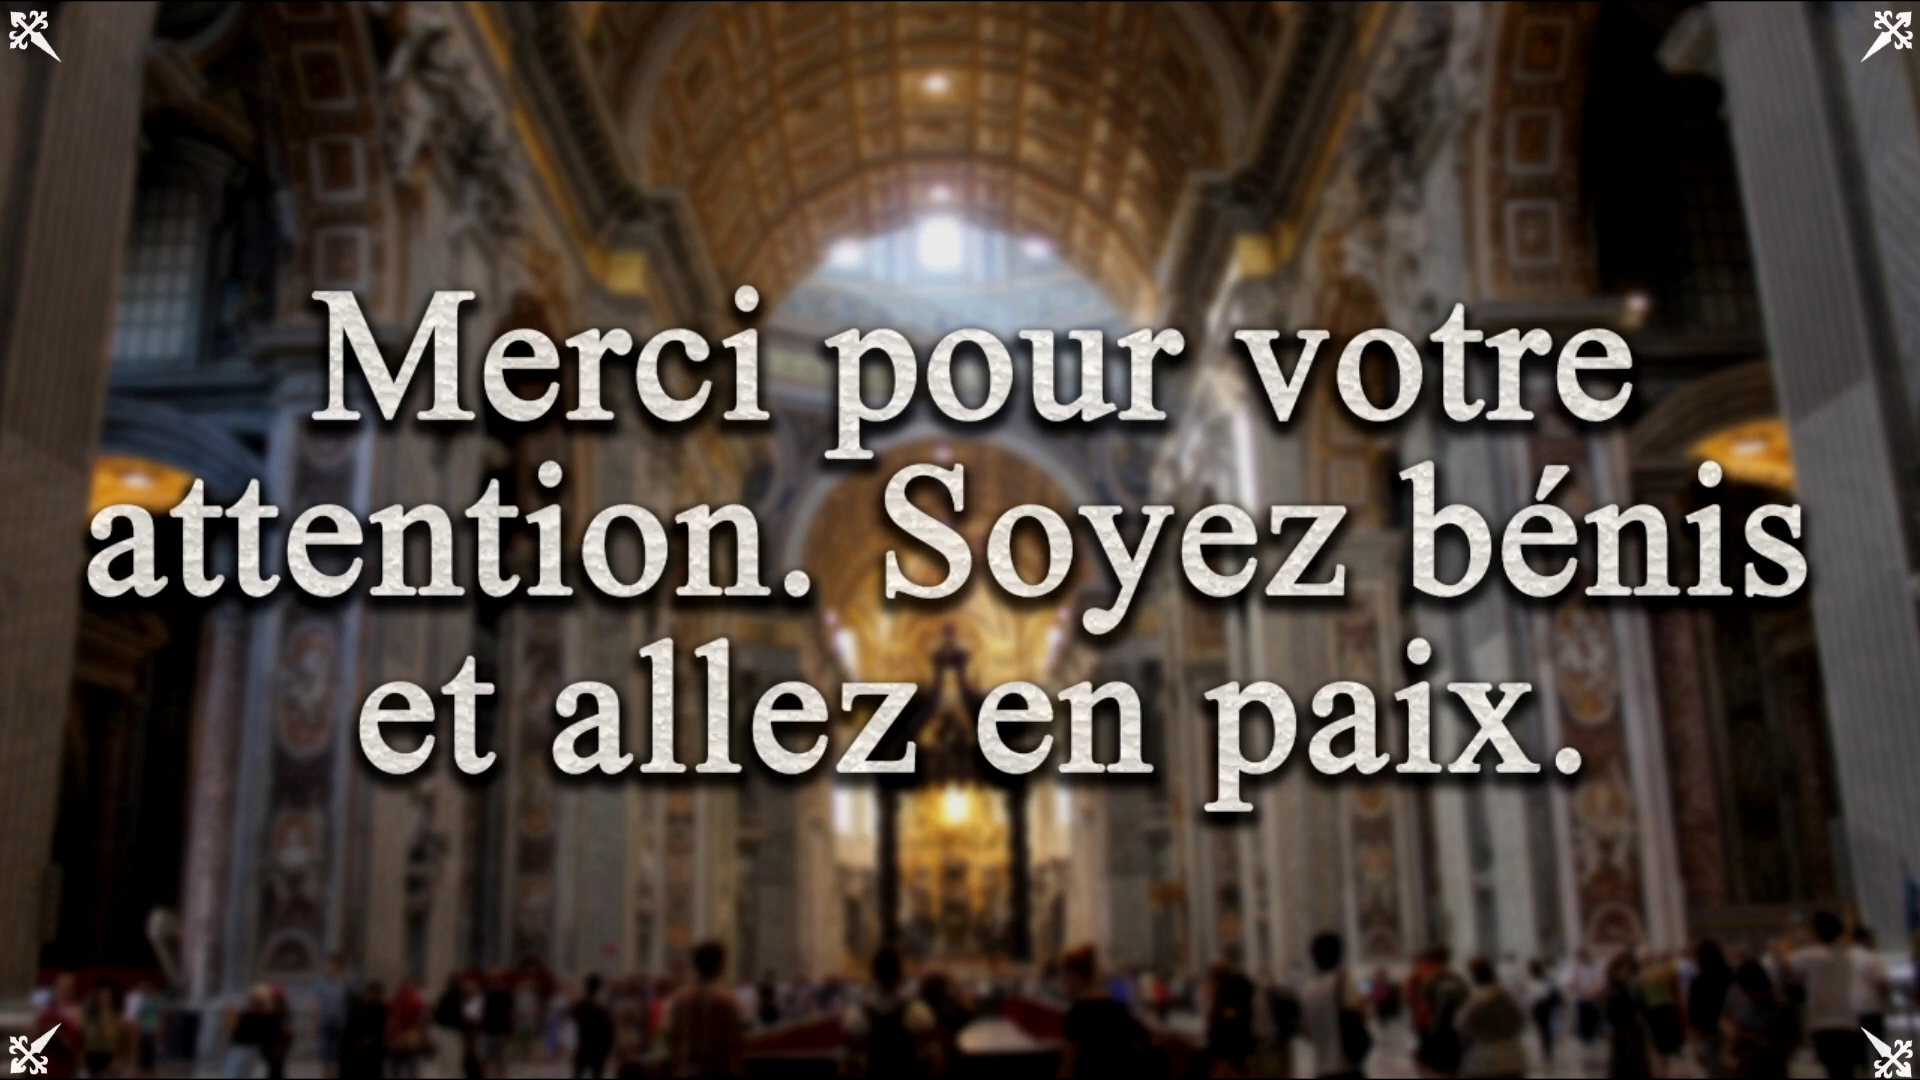 Merci pour votre
attention. Soyez bénis
et allez en paix.